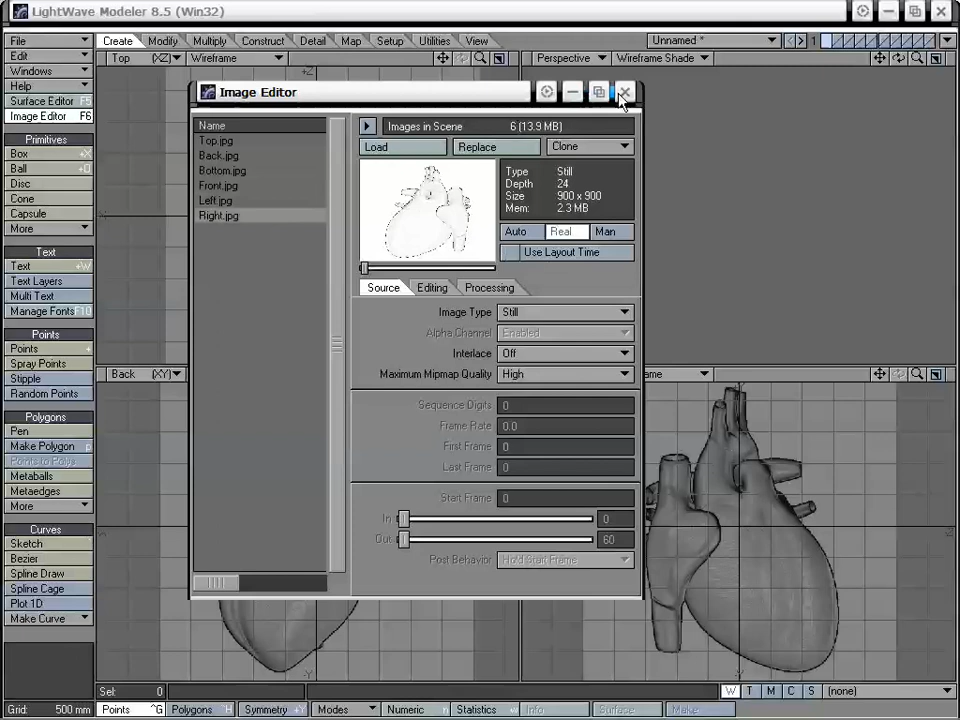 LightWave Modeler 8.5 (Win32)
File
Create Modify Multiply Construct Detail Map Setup Utilities View
Unnamed *
1
Edit
Windows
Help
Surface Editor F5
Image Editor F6
Top (XZ) Wireframe
Perspective Wireframe Shade
+Z
Image Editor
Name
Top.jpg
Back.jpg
Bottom.jpg
Front.jpg
Left.jpg
Right.jpg
Images in Scene 6 (13.9 MB)
Load Replace Clone
Type Still
Depth 24
Size 900 x 900
Mem: 2.3 MB
Auto Real Man
Use Layout Time
Source Editing Processing
Image Type Still
Alpha Channel Enabled
Interlace Off
Maximum Mipmap Quality High
Sequence Digits 0
Frame Rate 0.0
First Frame 0
Last Frame 0
Start Frame 0
In 0
Out 60
Post Behavior Hold Start Frame
Primitives
Box +X
Ball +O
Disc
Cone
Capsule
More
Text
Text +W
Text Layers
Multi Text
Manage Fonts F10
Points
Points +
Spray Points
Stipple
Random Points
Back (XY)
Polygons
Pen
Make Polygon p
Points to Polys
Metaballs
Metaedges
More
Curves
Sketch
Bezier
Spline Draw
Spline Cage
Plot 1D
Make Curve
Sel: 0
W T M C S (none)
Grid: 500 mm
Points ^G Polygons ^H Symmetry +Y Modes Numeric n Statistics w Info i Surface q Make